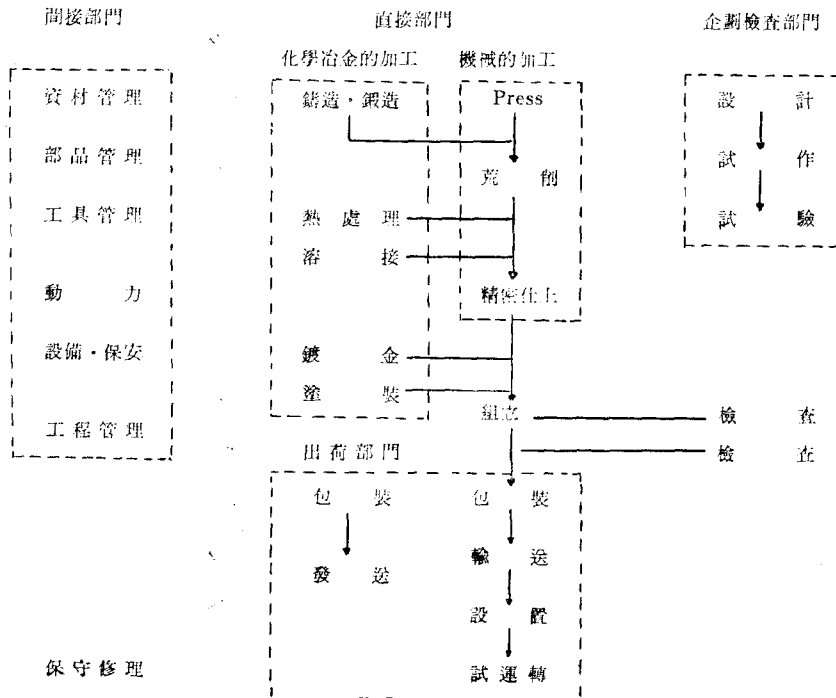 間接部門 直接部門 企劃檢査部門
化學冶金的加工 機械的加工
資材管理 鑄造・鍛造 Press 設計
部品管理 荒削 試作
工具管理 熱處理 試驗
溶接
動力 精密仕上
設備・保安 鍍金
塗裝 組立 檢査
工程管理 出荷部門 檢査
包裝 包裝
發送 輸送
設置
保守修理 試運轉